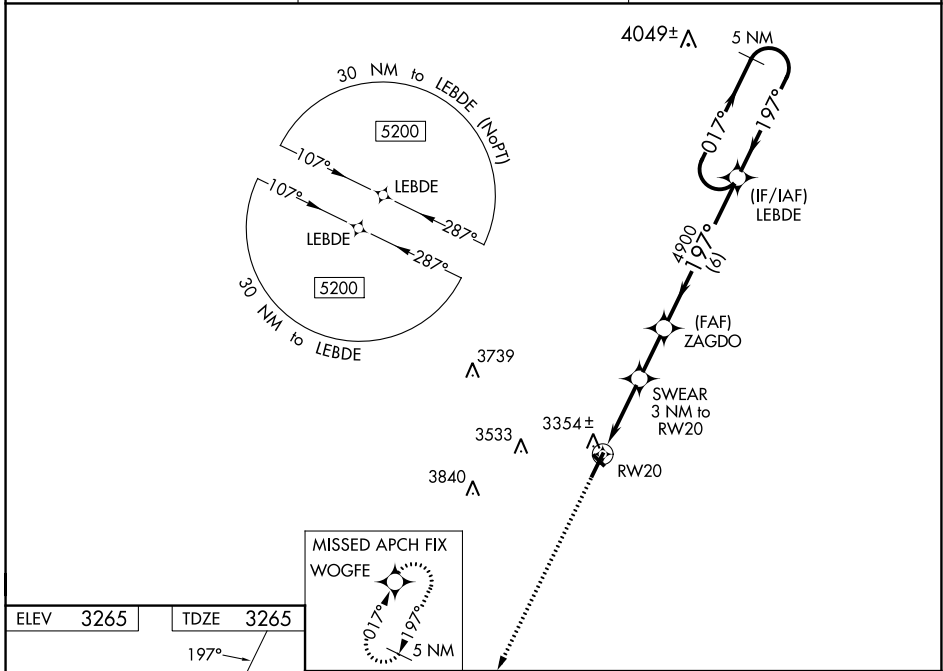 4049±
5 NM
017°
197°
(IF/IAF)
LEBDE
30 NM to LEBDE (NoPT)
5200
107°
LEBDE
287°
107°
LEBDE
287°
5200
30 NM to LEBDE
4900
197°
(6)
(FAF)
ZAGDO
SWEAR
3 NM to
RW20
3739
3533
3354±
RW20
3840
MISSED APCH FIX
WOGFE
017°
197°
5 NM
ELEV 3265
TDZE 3265
197°